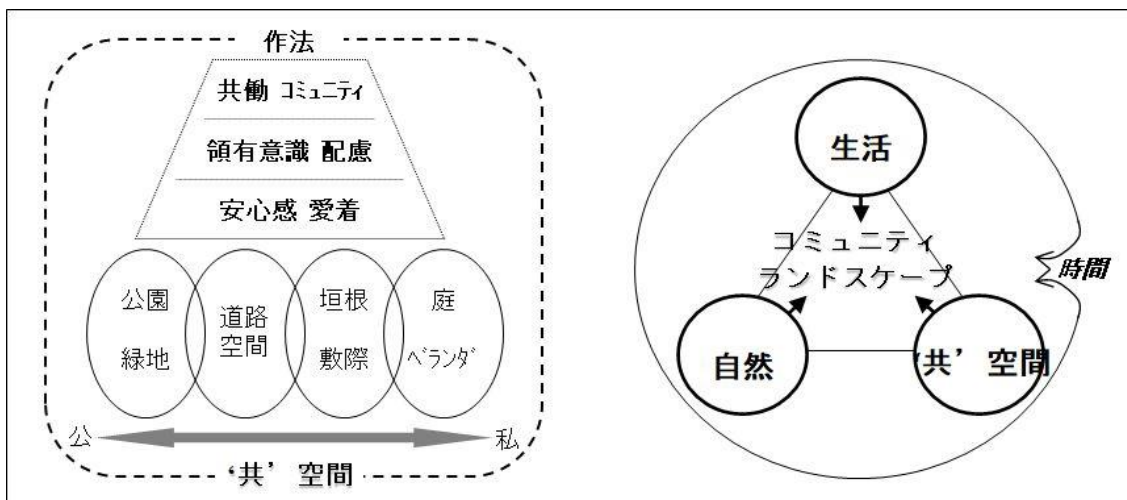 作法
共働 コミュニティ
領有意識 配慮
安心感 愛着
公園
緑地
道路
空間
垣根
敷際
庭
ベランダ
公
私
‘共’ 空間
生活
コミュニティ
ランドスケープ
自然
‘共’ 空間
時間